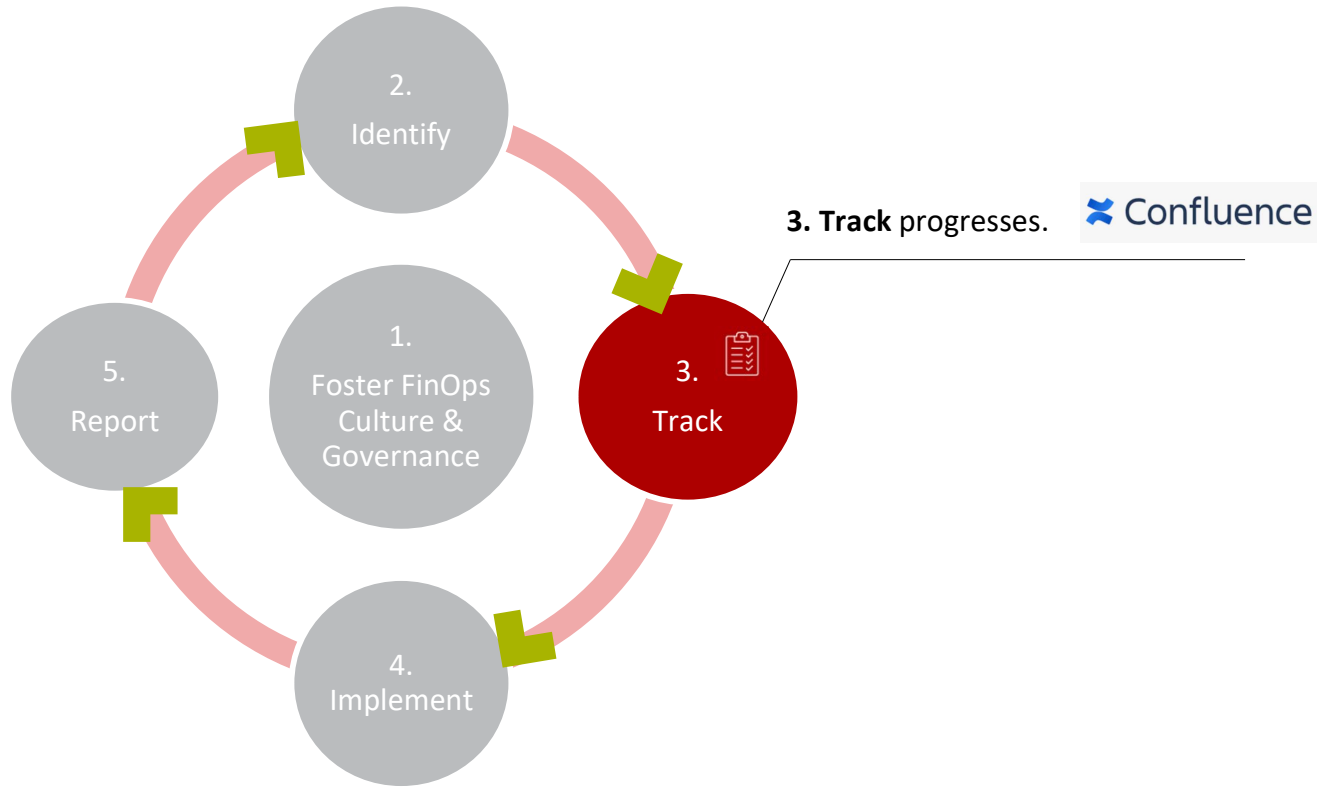 2.
Identify
3. Track progresses.
Confluence
1.
Foster FinOps
Culture &
Governance
5.
Report
3.
Track
4.
Implement